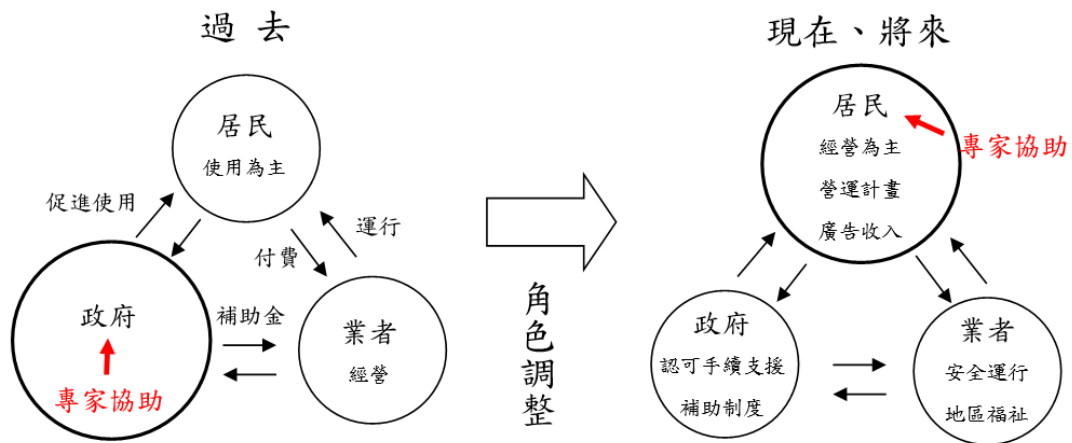 過去
居民
使用為主
促進使用
付費
運行
政府
專家協助
補助金
業者
經營
角色調整
現在、將來
居民
經營為主
營運計畫
廣告收入
專家協助
政府
認可手續支援
補助制度
業者
安全運行
地區福祉